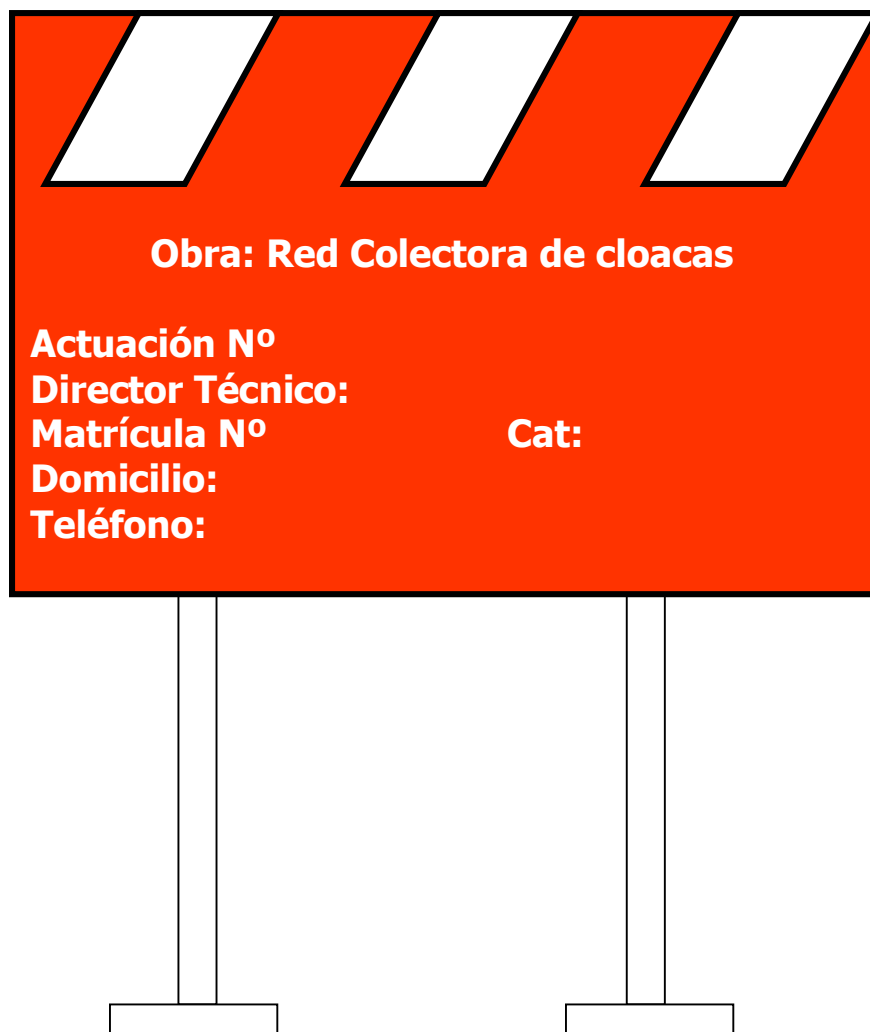 Obra: Red Colectora de cloacas
Actuación Nº
Director Técnico:
Matrícula Nº Cat:
Domicilio:
Teléfono: